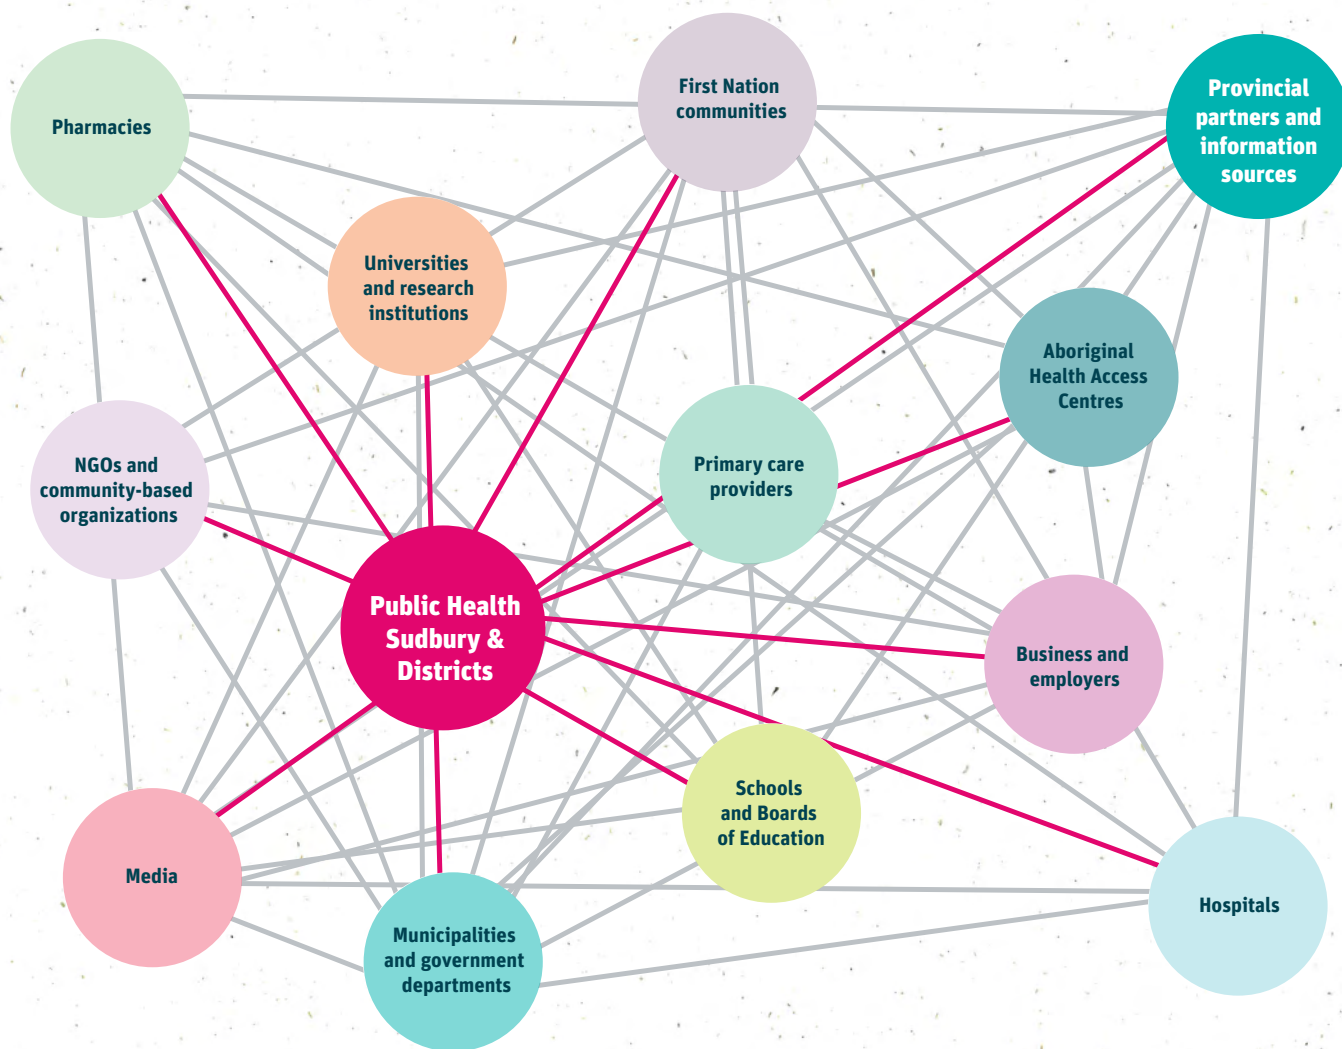 First Nation
communities
Provincial
partners and
information
sources
Pharmacies
Universities
and research
institutions
Aboriginal
Health Access
Centres
NGOs and
community-based
organizations
Primary care
providers
Public Health
Sudbury &
Districts
Business and
employers
Schools
and Boards
of Education
Media
Hospitals
Municipalities
and government
departments